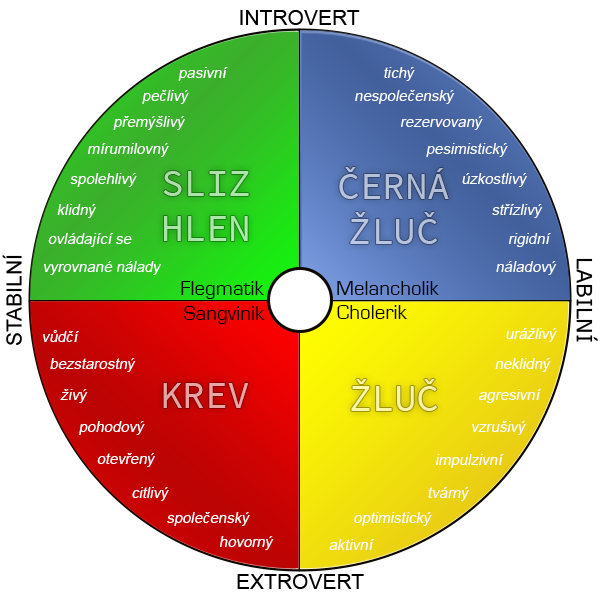 INTROVERT
pasivní
pečlivý
přemýšlivý
mírumilovný
spolehlivý
klidný
ovládající se
vyrovnané nálady
SLIZ
HLEN
Flegmatik
tichý
nespolečenský
rezervovaný
pesimistický
úzkostlivý
střízlivý
rigidní
náladový
ČERNÁ
ŽLUČ
Melancholik
STABILNÍ
LABILNÍ
Sangvinik
vůdčí
bezstarostný
živý
pohodový
otevřený
citlivý
společenský
hovorný
KREV
Cholerik
urážlivý
neklidný
agresivní
vzrušivý
impulzivní
tvárný
optimistický
aktivní
ŽLUČ
EXTROVERT